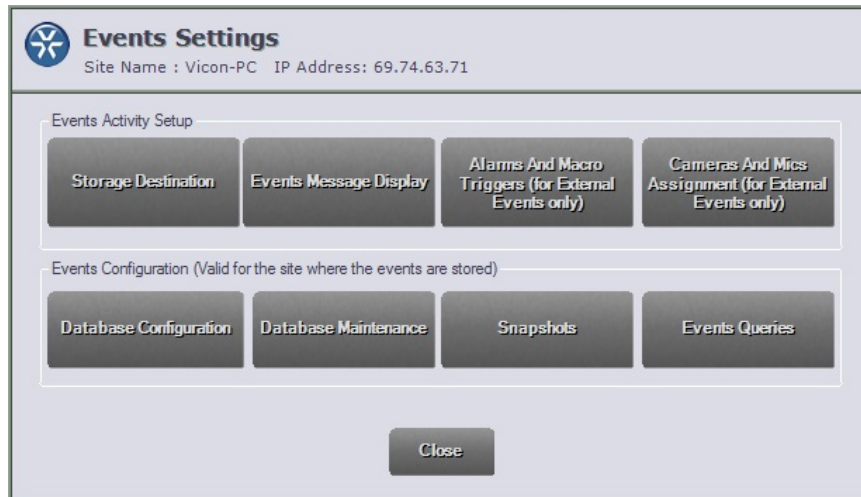 Events Settings
Site Name : Vicon-PC   IP Address: 69.74.63.71
Events Activity Setup
Storage Destination
Events Message Display
Alarms And Macro
Triggers (for External
Events only)
Cameras And Mics
Assignment (for External
Events only)
Events Configuration (Valid for the site where the events are stored)
Database Configuration
Database Maintenance
Snapshots
Events Queries
Close